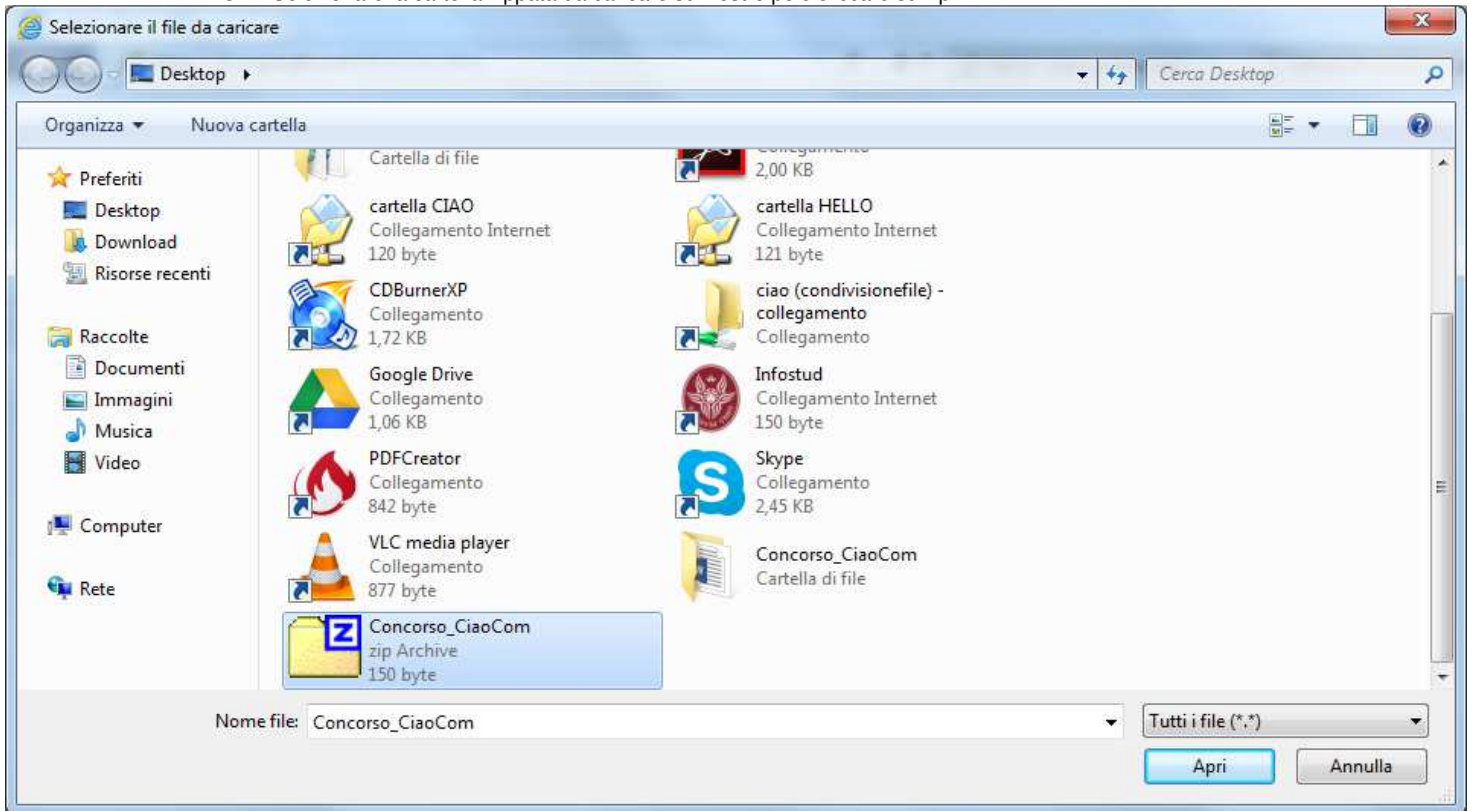 Selezionare il file da caricare
Desktop
Cerca Desktop
Organizza
Nuova cartella
Preferiti
Desktop
Download
Risorse recenti
Raccolte
Documenti
Immagini
Musica
Video
Computer
Rete
Cartella di file
Collegamento
2,00 KB
cartella CIAO
Collegamento Internet
120 byte
cartella HELLO
Collegamento Internet
121 byte
CDBurnerXP
Collegamento
1,72 KB
ciao (condivisionefile) -
collegamento
Collegamento
Google Drive
Collegamento
1,06 KB
Infostud
Collegamento Internet
150 byte
PDFCreator
Collegamento
842 byte
Skype
Collegamento
2,45 KB
VLC media player
Collegamento
877 byte
Concorso_CiaoCom
Cartella di file
Concorso_CiaoCom
zip Archive
150 byte
Nome file: Concorso_CiaoCom
Tutti i file (*.*)
Apri
Annulla